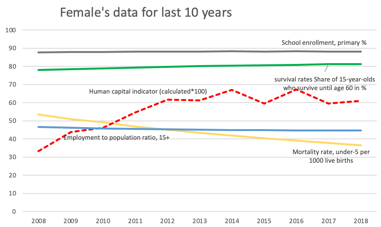 Female's data for last 10 years
100
90
80
70
60
50
40
30
20
10
0
School enrollment, primary %
survival rates Share of 15-year-olds
who survive until age 60 in %
Human capital indicator (calculated*100)
Employment to population ratio, 15+
Mortality rate, under-5 per
1000 live births
2008 2009 2010 2011 2012 2013 2014 2015 2016 2017 2018